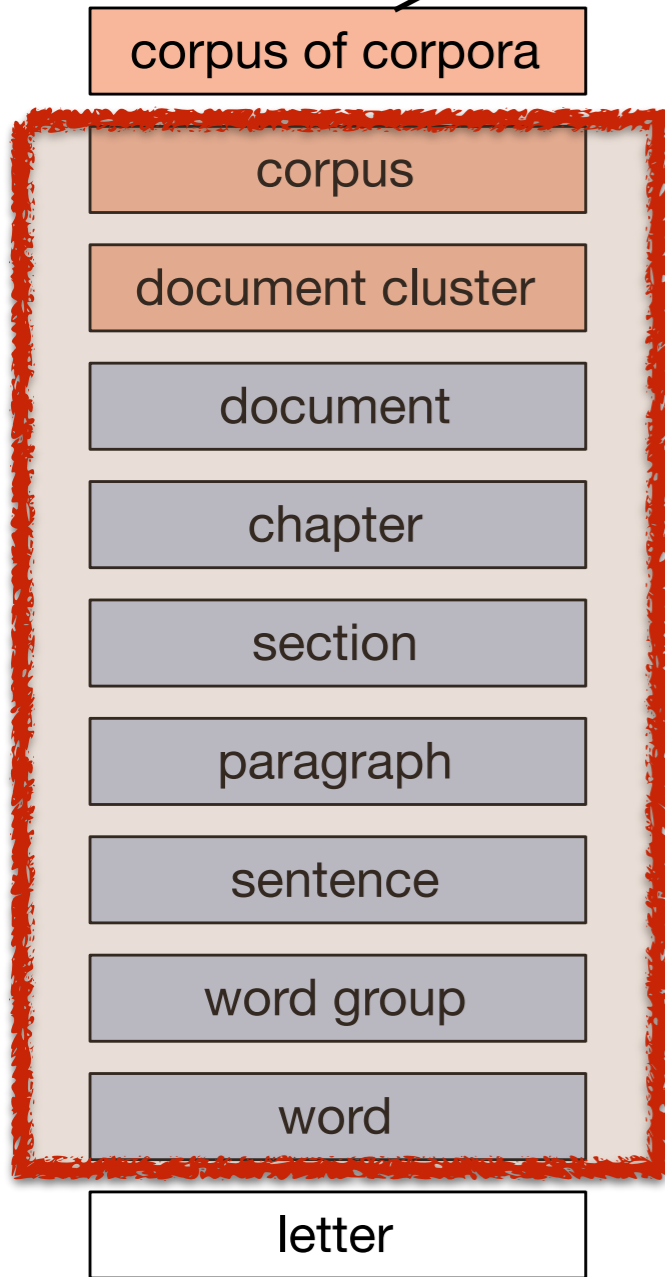 corpus of corpora
corpus
document cluster
document
chapter
section
paragraph
sentence
word group
word
letter